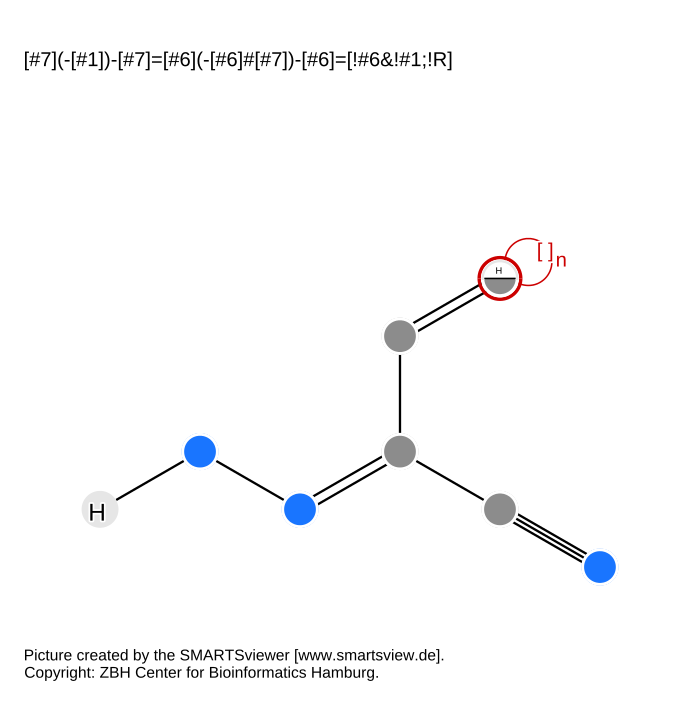 [#7](-[#1])-[#7]=[#6](-[#6]#[#7])-[#6]=[!#6&!#1;!R]
H
[ ]n
H
Picture created by the SMARTSviewer [www.smartsview.de].
Copyright: ZBH Center for Bioinformatics Hamburg.